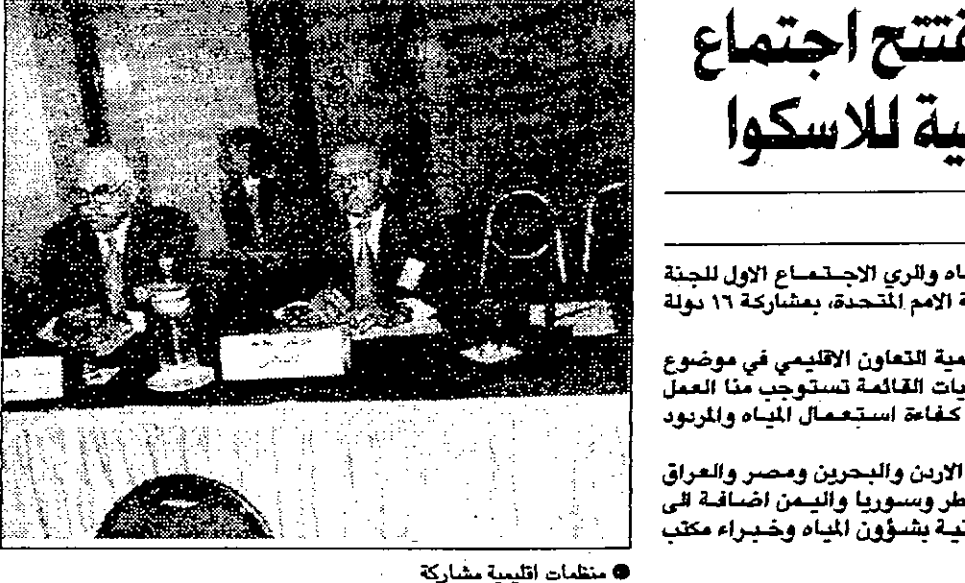 فتتح اجتماع
ية للاسكوا
ياه والري الاجتماع الاول للجنة
ة الامم المتحدة، بمشاركة ١٦ دولة
مية التعاون الاقليمي في موضوع
يات القائمة تستوجب منا العمل
كفاءة استعمال المياه والمردود
الاردن والبحرين ومصر والعراق
طر وسوريا واليمن اضافة الى
نية بشؤون المياه وخبراء مكتب
منظمات اقليمية مشاركة